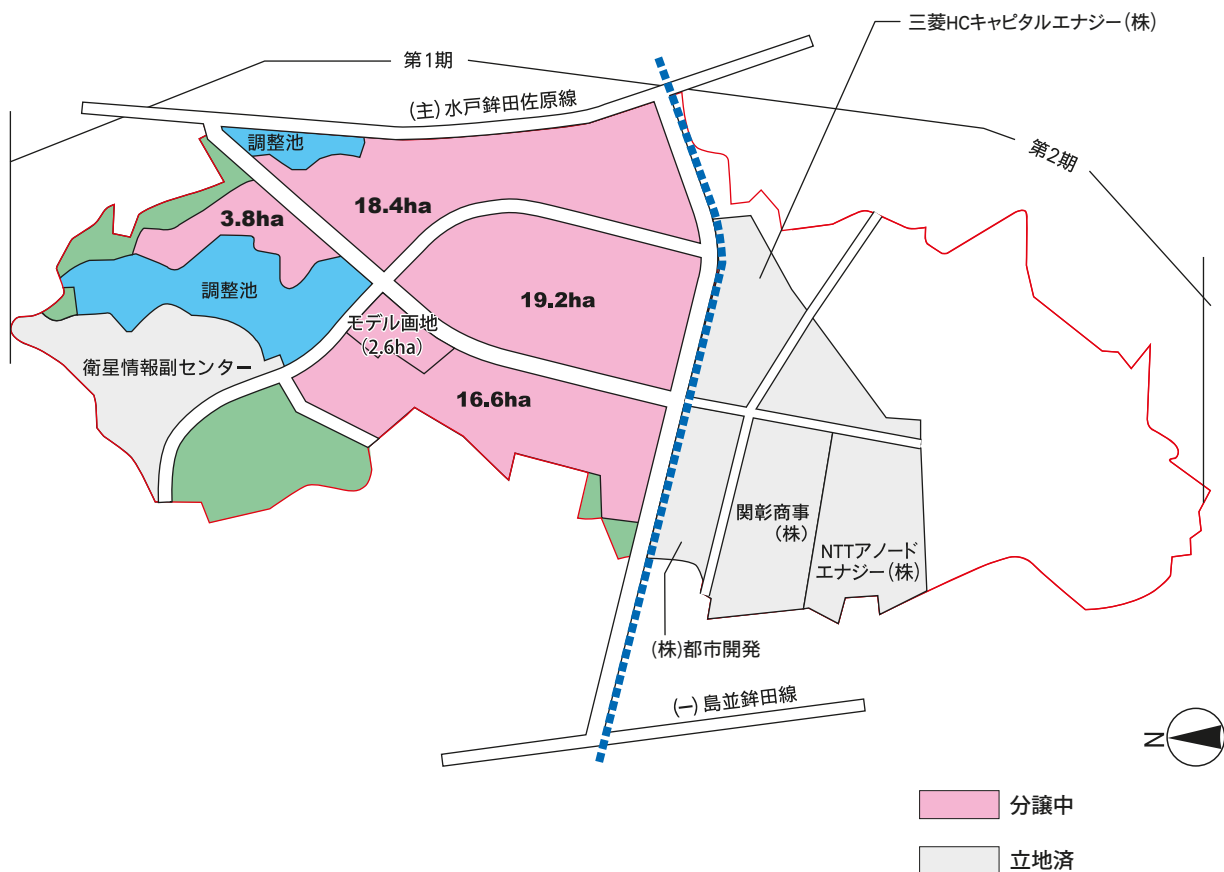 三菱HCキャピタルエナジー(株)
第1期
(主)水戸鉾田佐原線
調整池
第2期
18.4ha
3.8ha
調整池
19.2ha
モデル画地
(2.6ha)
衛星情報副センター
16.6ha
関彰商事
(株)
NTTアノード
エナジー(株)
(株)都市開発
(一)島並鉾田線
N
分譲中
立地済